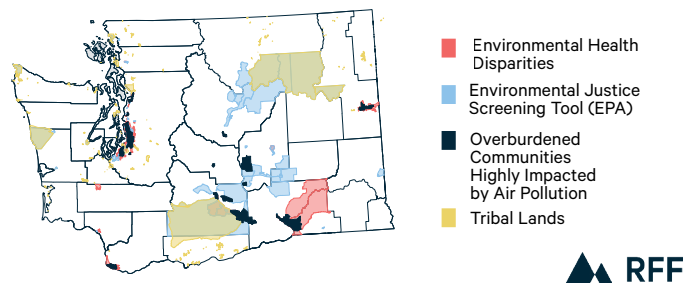 Environmental Health
Disparities
Environmental Justice
Screening Tool (EPA)
Overburdened
Communities
Highly Impacted
by Air Pollution
Tribal Lands
RFF